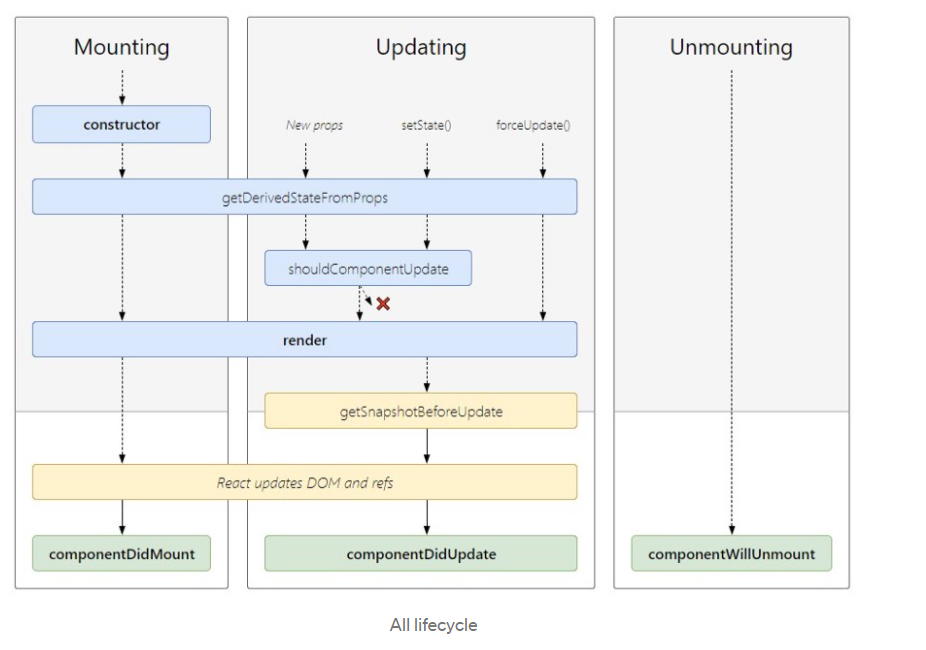 Mounting
Updating
Unmounting
constructor
New props
setState()
forceUpdate()
getDerivedStateFromProps
shouldComponentUpdate
render
getSnapshotBeforeUpdate
React updates DOM and refs
componentDidMount
componentDidUpdate
componentWillUnmount
All lifecycle